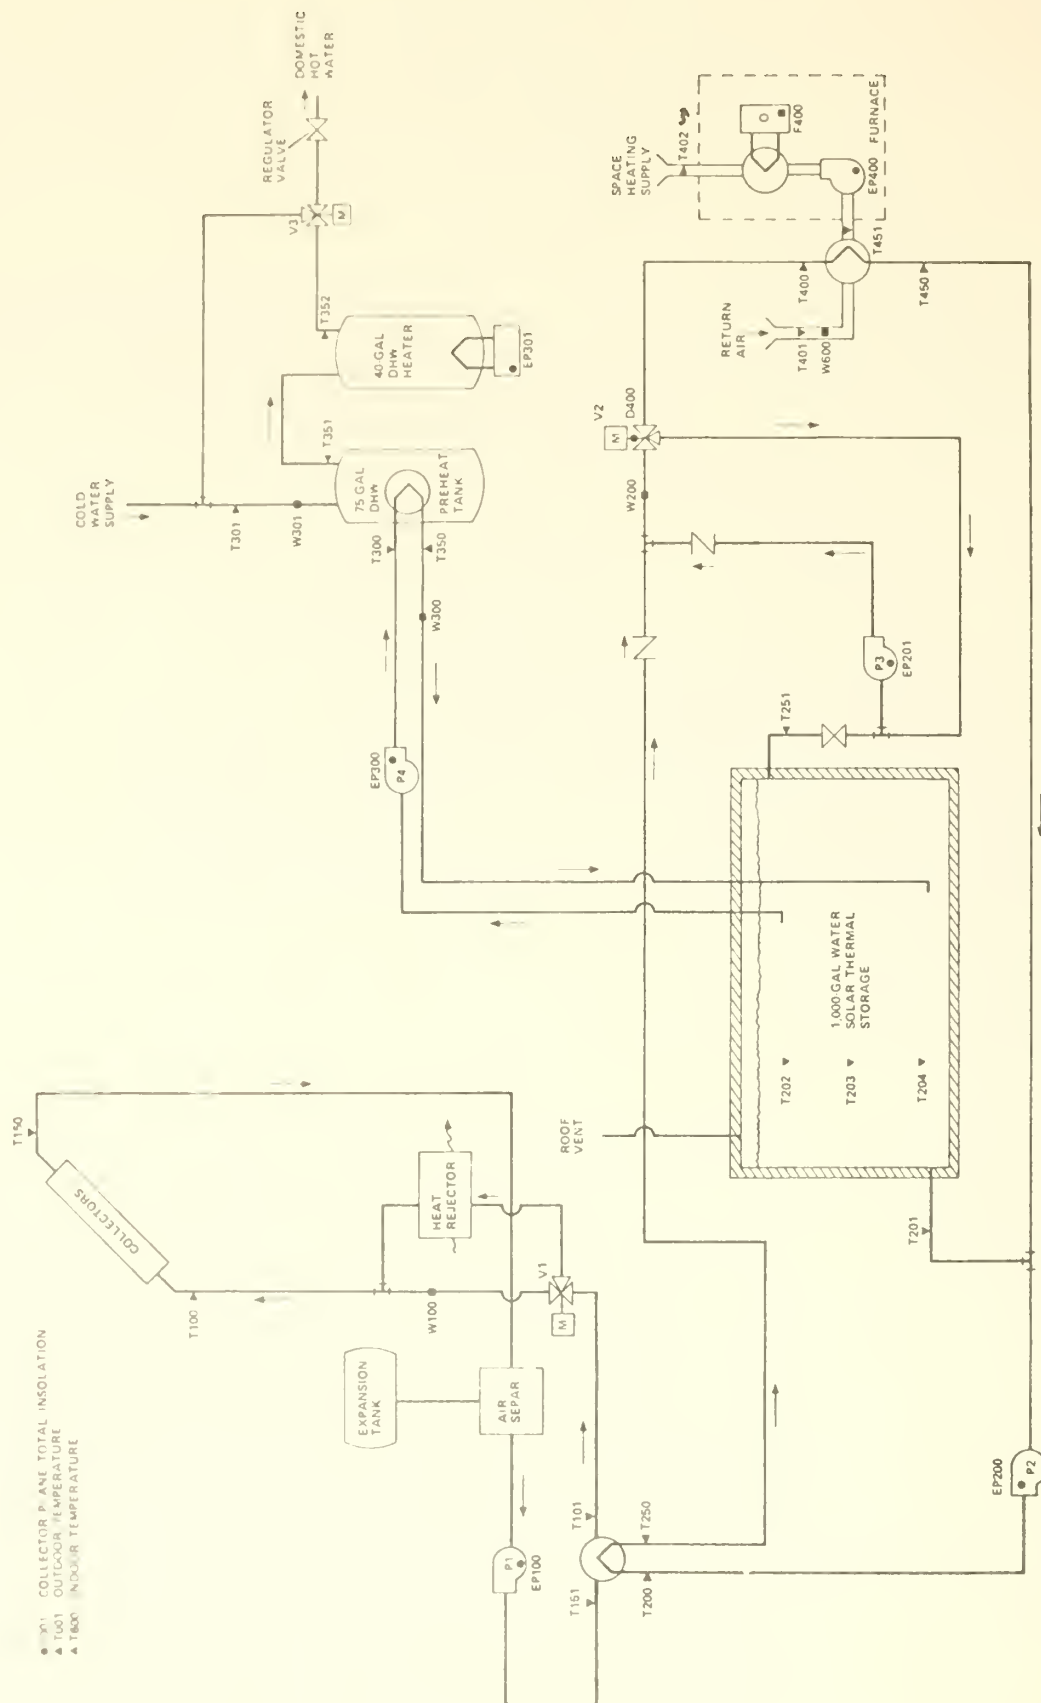 COLLECTOR PLANE TOTAL INSOLATION
T001 OUTDOOR TEMPERATURE
T600 INDOOR TEMPERATURE
T150
COLLECTORS
T100
EXPANSION
TANK
AIR
SEPAR
HEAT
REJECTOR
W100
V1
M
P1
EP100
T101
T151
T200
T250
ROOF
VENT
T202
T203
T204
1,000-GAL WATER
SOLAR THERMAL
STORAGE
T201
EP200
P2
T251
P3
EP201
EP300
P4
COLD
WATER
SUPPLY
T301
W301
T300
T350
W300
75 GAL
DHW
PREHEAT
TANK
T351
40-GAL
DHW
HEATER
EP301
T352
V3
M
REGULATOR
VALVE
DOMESTIC
HOT
WATER
W200
V2
M
D400
RETURN
AIR
T401
W600
T400
T450
T451
SPACE
HEATING
SUPPLY
T402
F400
EP400
FURNACE